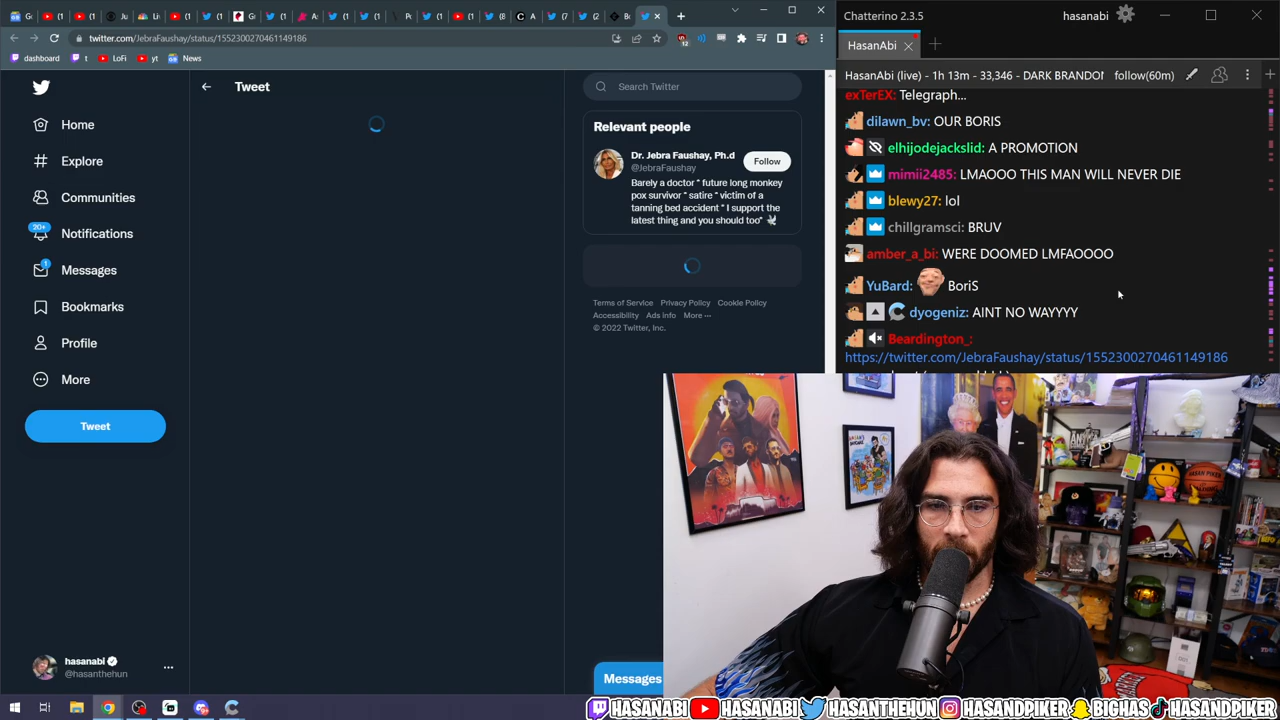 twitter.com/JebraFaushay/status/1552300270461149186
dashboard
t
LoFi
yt
News
Tweet
Home
Explore
Communities
20+
Notifications
1
Messages
Bookmarks
Profile
More
Tweet
hasanabi
@hasanthehun
Search Twitter
Relevant people
Dr. Jebra Faushay, Ph.d
@JebraFaushay
Follow
Barely a doctor * future long monkey
pox survivor * satire * victim of a
tanning bed accident * I support the
latest thing and you should too*
Terms of Service Privacy Policy Cookie Policy
Accessibility Ads info More
© 2022 Twitter, Inc.
Messages
Chatterino 2.3.5
hasanabi
HasanAbi
HasanAbi (live) - 1h 13m - 33,346 - DARK BRANDON
follow(60m)
exTerEX: Telegraph...
dilawn_bv: OUR BORIS
elhijodejackslid: A PROMOTION
mimii2485: LMAOOO THIS MAN WILL NEVER DIE
blewy27: lol
chillgramsci: BRUV
amber_a_bi: WERE DOOMED LMFAOOOO
YuBard: BoriS
dyogeniz: AINT NO WAYYYY
Beardington_:
https://twitter.com/JebraFaushay/status/1552300270461149186
HASANABI HASANABI HASANTHEHUN HASANDPIKER BIGHAS HASANDPIKER